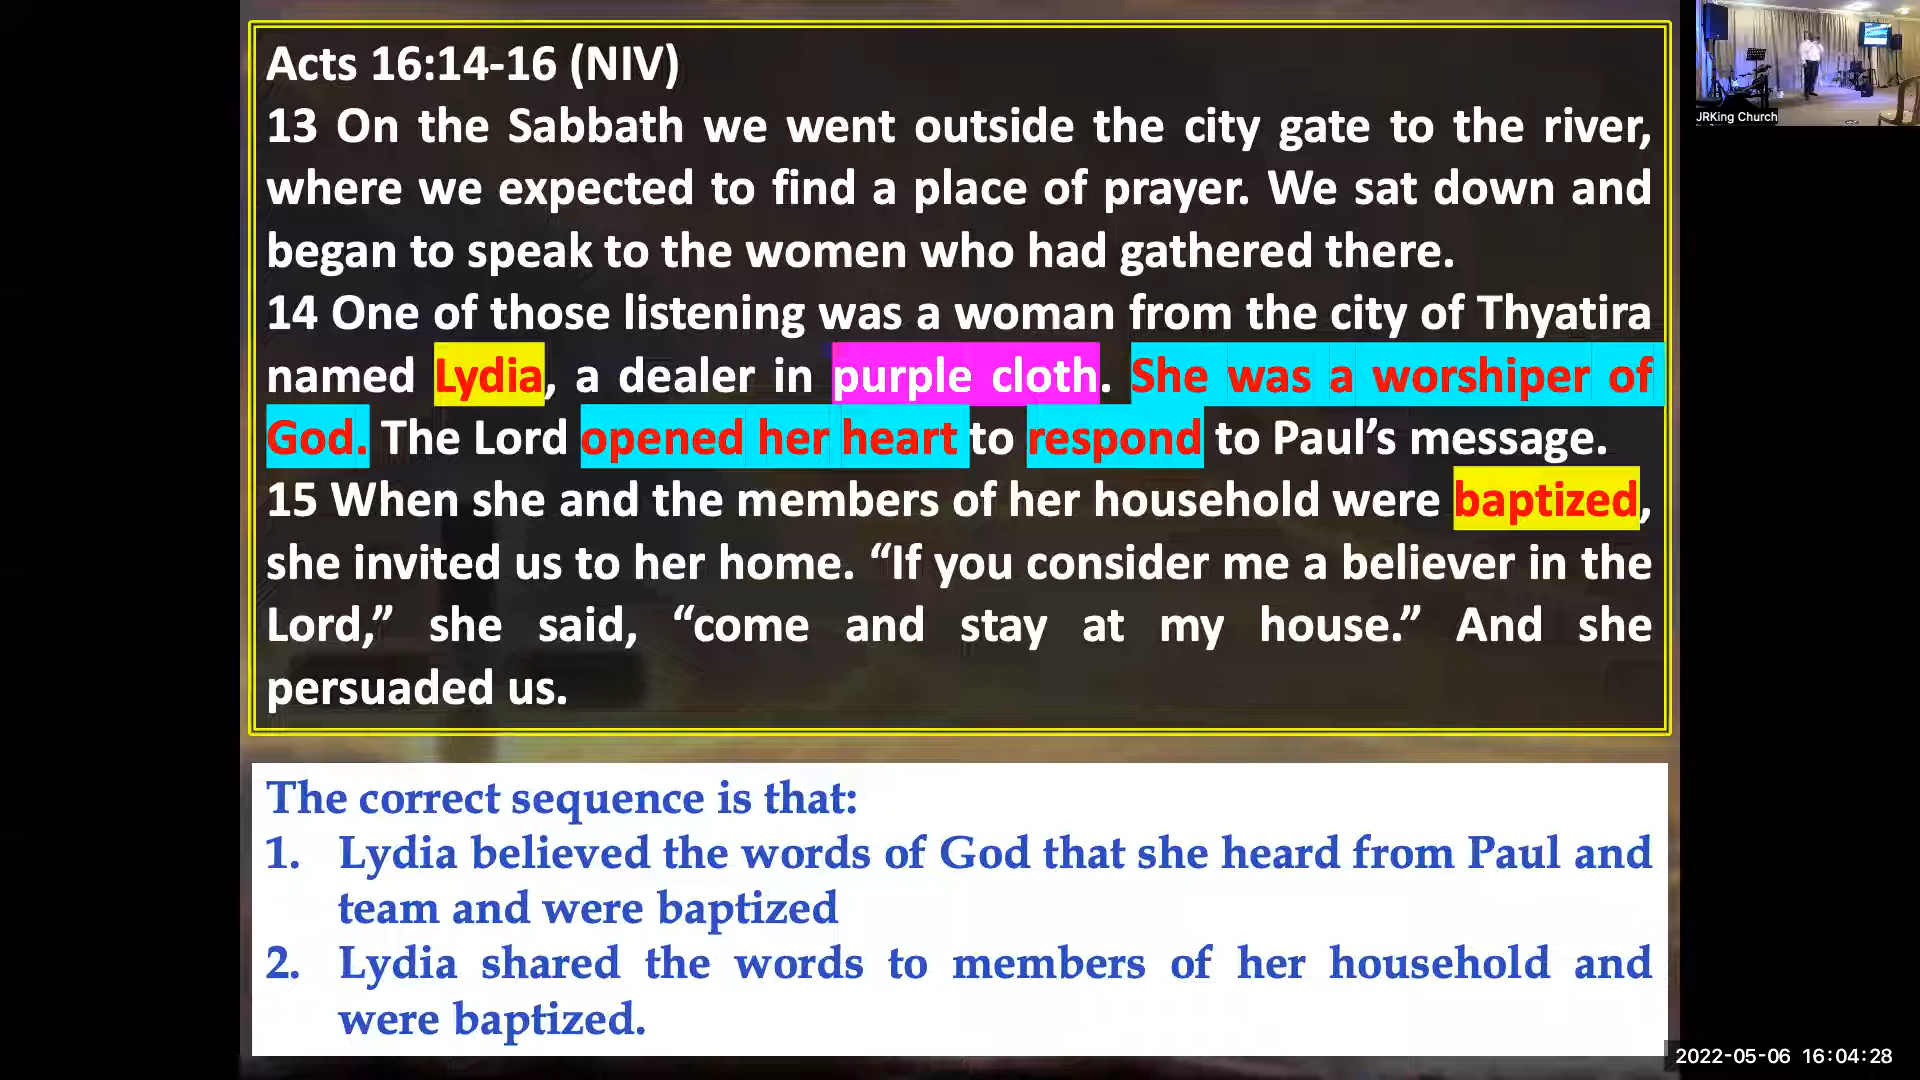 Acts 16:14-16 (NIV)
13 On the Sabbath we went outside the city gate to the river,
where we expected to find a place of prayer. We sat down and
began to speak to the women who had gathered there.
14 One of those listening was a woman from the city of Thyatira
named Lydia, a dealer in purple cloth. She was a worshiper of
God. The Lord opened her heart to respond to Paul’s message.
15 When she and the members of her household were baptized,
she invited us to her home. “If you consider me a believer in the
Lord,” she said, “come and stay at my house.” And she
persuaded us.
The correct sequence is that:
1. Lydia believed the words of God that she heard from Paul and
team and were baptized
2. Lydia shared the words to members of her household and
were baptized.
JRKing Church
2022-05-06 16:04:28